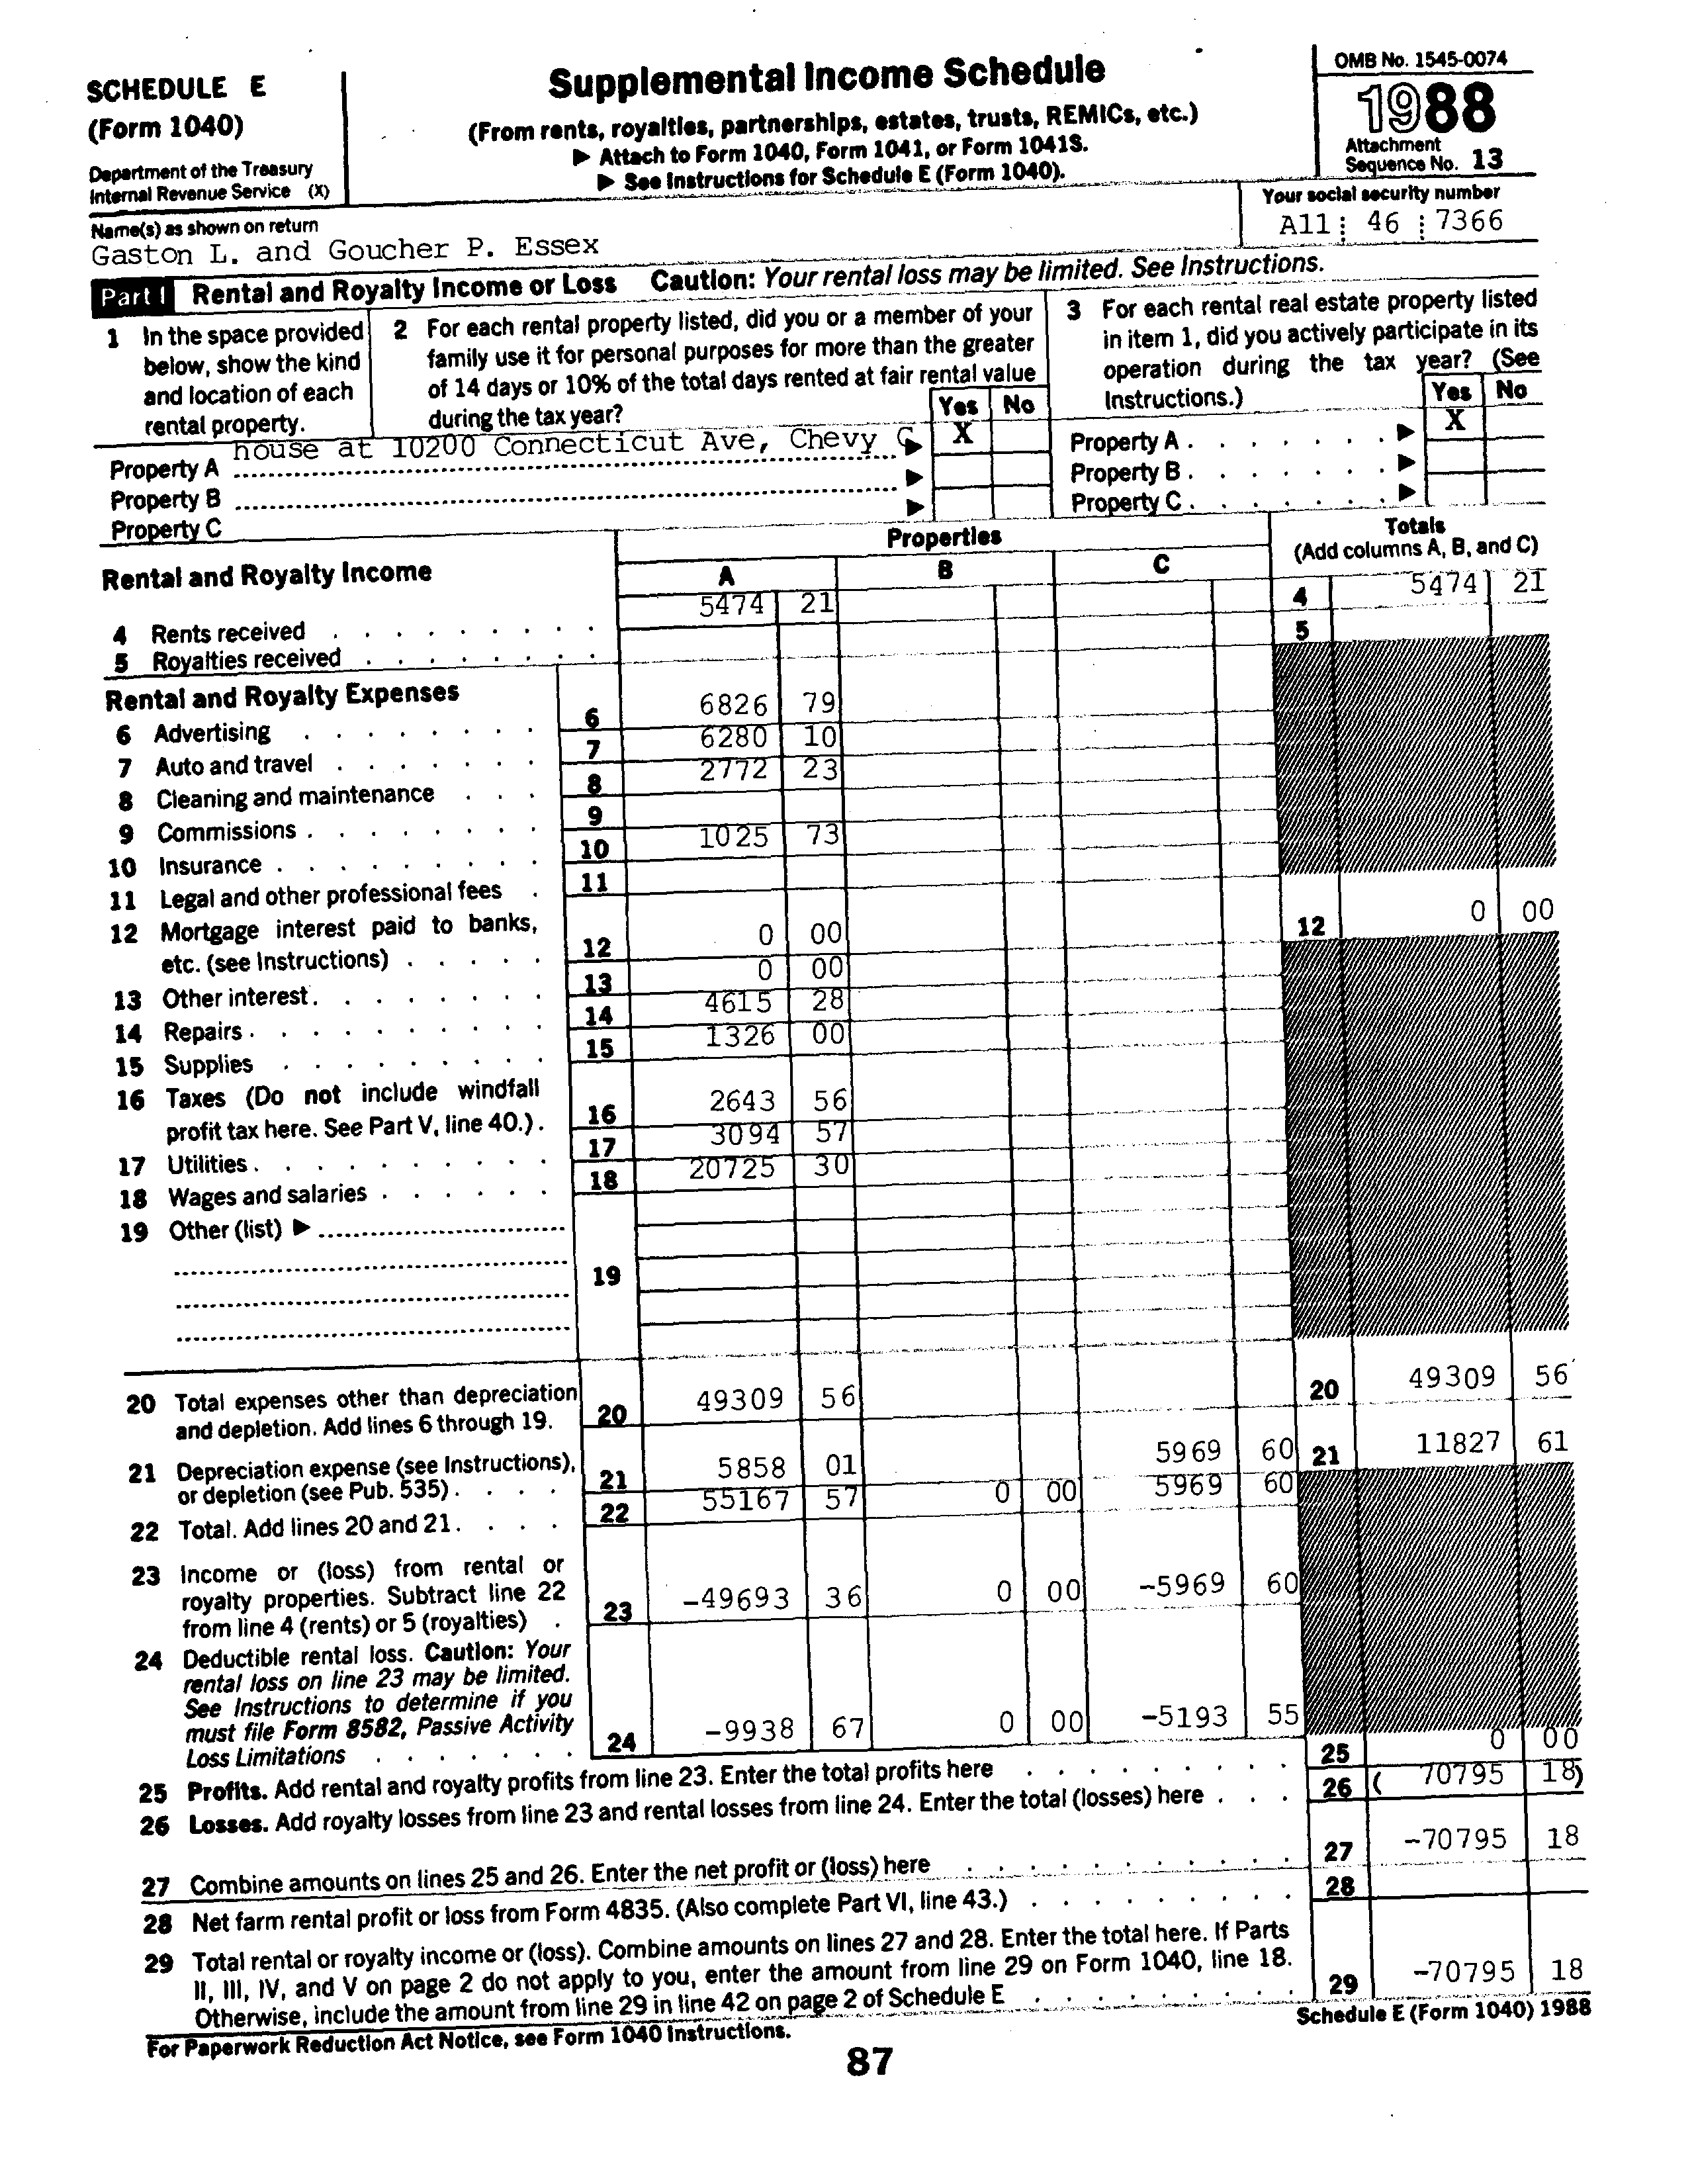 SCHEDULE E
(Form 1040)
Department of the Treasury
Internal Revenue Service (X)
Supplemental Income Schedule
(From rents, royalties, partnerships, estates, trusts, REMICs, etc.)
▶ Attach to Form 1040, Form 1041, or Form 1041S.
▶ See Instructions for Schedule E (Form 1040).
OMB No. 1545-0074
1988
Attachment
Sequence No. 13
Name(s) as shown on return
Gaston L. and Goucher P. Essex
Your social security number
A11 46 7366
Part I Rental and Royalty Income or Loss Caution: Your rental loss may be limited. See Instructions.
1 In the space provided
below, show the kind
and location of each
rental property.
2 For each rental property listed, did you or a member of your
family use it for personal purposes for more than the greater
of 14 days or 10% of the total days rented at fair rental value
during the tax year?
Yes No
3 For each rental real estate property listed
in item 1, did you actively participate in its
operation during the tax year? (See
Instructions.)
Yes No
Property A house at 10200 Connecticut Ave, Chevy C ▶ X
Property B ▶
Property C ▶
Property A . . . . . . . ▶ X
Property B . . . . . . . ▶
Property C . . . . . . . ▶
Rental and Royalty Income
Properties
A B C
Totals
(Add columns A, B, and C)
4 Rents received . . . . . . . . . 5474 21 4 5474 21
5 Royalties received . . . . . . . . 5
Rental and Royalty Expenses
6 Advertising . . . . . . . . 6 6826 79
7 Auto and travel . . . . . . . 7 6280 10
8 Cleaning and maintenance . . . 8 2772 23
9 Commissions . . . . . . . . 9
10 Insurance . . . . . . . . . 10 1025 73
11 Legal and other professional fees . 11
12 Mortgage interest paid to banks,
etc. (see Instructions) . . . . . 12 0 00 12 0 00
13 Other interest . . . . . . . . 13 0 00
14 Repairs . . . . . . . . . . 14 4615 28
15 Supplies . . . . . . . . . 15 1326 00
16 Taxes (Do not include windfall
profit tax here. See Part V, line 40.) . 16 2643 56
17 Utilities . . . . . . . . . . 17 3094 57
18 Wages and salaries . . . . . . 18 20725 30
19 Other (list) ▶
19
20 Total expenses other than depreciation
and depletion. Add lines 6 through 19. 20 49309 56 20 49309 56
21 Depreciation expense (see Instructions),
or depletion (see Pub. 535) . . . . 21 5858 01 5969 60 21 11827 61
22 Total. Add lines 20 and 21 . . . . 22 55167 57 0 00 5969 60
23 Income or (loss) from rental or
royalty properties. Subtract line 22
from line 4 (rents) or 5 (royalties) . 23 -49693 36 0 00 -5969 60
24 Deductible rental loss. Caution: Your
rental loss on line 23 may be limited.
See Instructions to determine if you
must file Form 8582, Passive Activity
Loss Limitations . . . . . . . 24 -9938 67 0 00 -5193 55
25 Profits. Add rental and royalty profits from line 23. Enter the total profits here . . . . . . . . . 25 0 00
26 Losses. Add royalty losses from line 23 and rental losses from line 24. Enter the total (losses) here . . . 26 ( 70795 18)
27 Combine amounts on lines 25 and 26. Enter the net profit or (loss) here . . . . . . . . . . . 27 -70795 18
28 Net farm rental profit or loss from Form 4835. (Also complete Part VI, line 43.) . . . . . . . . . 28
29 Total rental or royalty income or (loss). Combine amounts on lines 27 and 28. Enter the total here. If Parts
II, III, IV, and V on page 2 do not apply to you, enter the amount from line 29 on Form 1040, line 18.
Otherwise, include the amount from line 29 in line 42 on page 2 of Schedule E . . . . . . . . . 29 -70795 18
For Paperwork Reduction Act Notice, see Form 1040 Instructions.
Schedule E (Form 1040) 1988
87